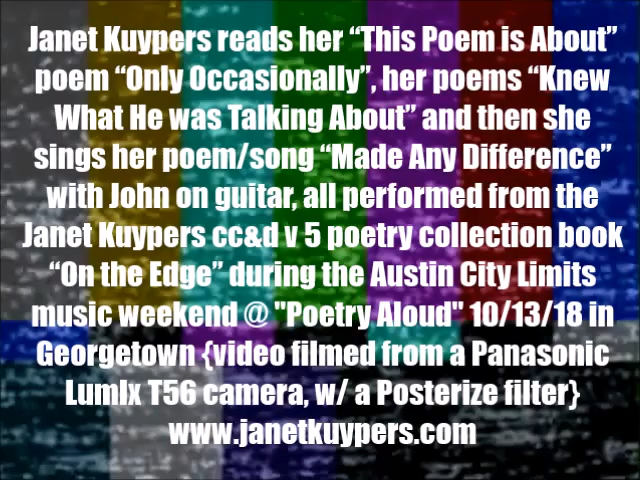 Janet Kuypers reads her “This Poem is About”
poem “Only Occasionally”, her poems “Knew
What He was Talking About” and then she
sings her poem/song “Made Any Difference”
with John on guitar, all performed from the
Janet Kuypers cc&d v 5 poetry collection book
“On the Edge” during the Austin City Limits
music weekend @ "Poetry Aloud" 10/13/18 in
Georgetown {video filmed from a Panasonic
LumIx T56 camera, w/ a Posterize filter}
www.janetkuypers.com